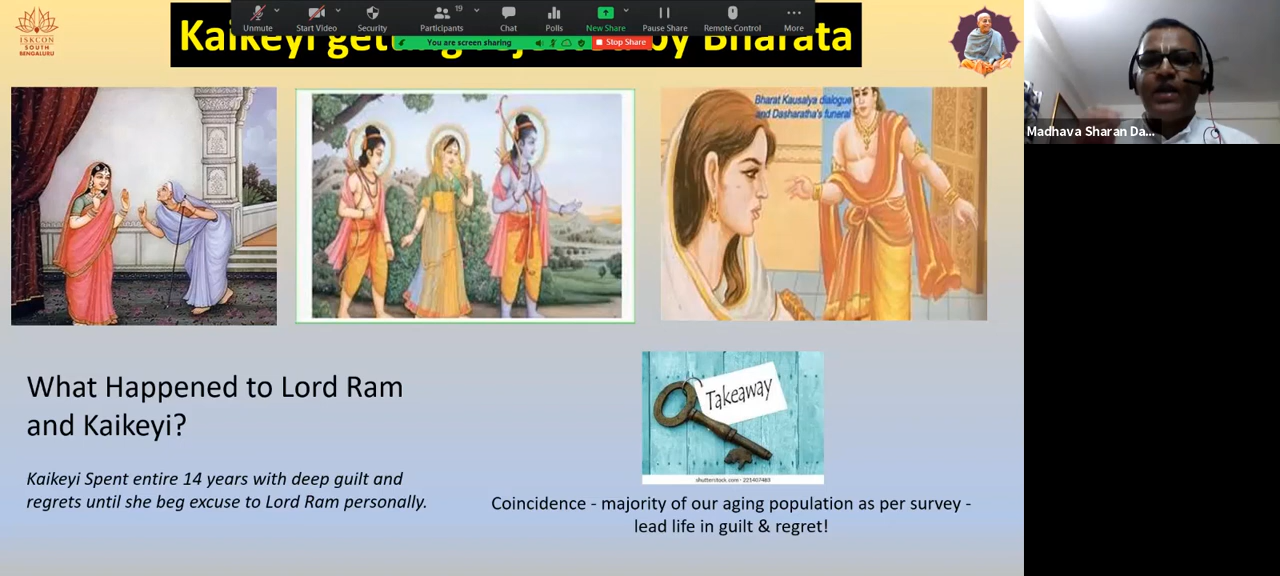 Unmute
Start Video
Security
Participants
19
Chat
Polls
New Share
Pause Share
Remote Control
More
You are screen sharing
Stop Share
ISKCON
SOUTH
BENGALURU
Kaikeyi by Bharata
Madhava Sharan Da...
Bharat Kausalya dialogue
and Dasharatha's funeral
What Happened to Lord Ram
and Kaikeyi?
Kaikeyi Spent entire 14 years with deep guilt and
regrets until she beg excuse to Lord Ram personally.
Takeaway
shutterstock.com · 221407468
Coincidence - majority of our aging population as per survey -
lead life in guilt & regret!